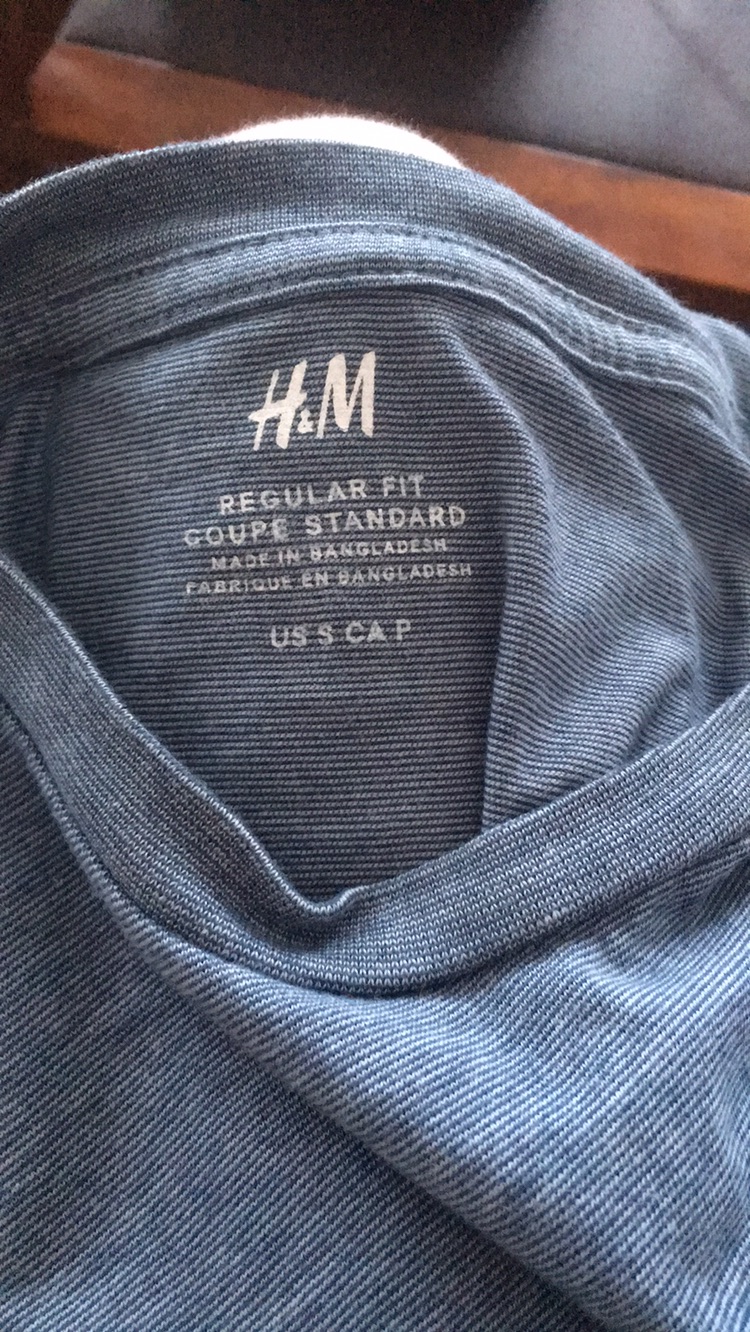 H&M
REGULAR FIT
COUPE STANDARD
MADE IN BANGLADESH
FABRIQUE EN BANGLADESH
US S CA P